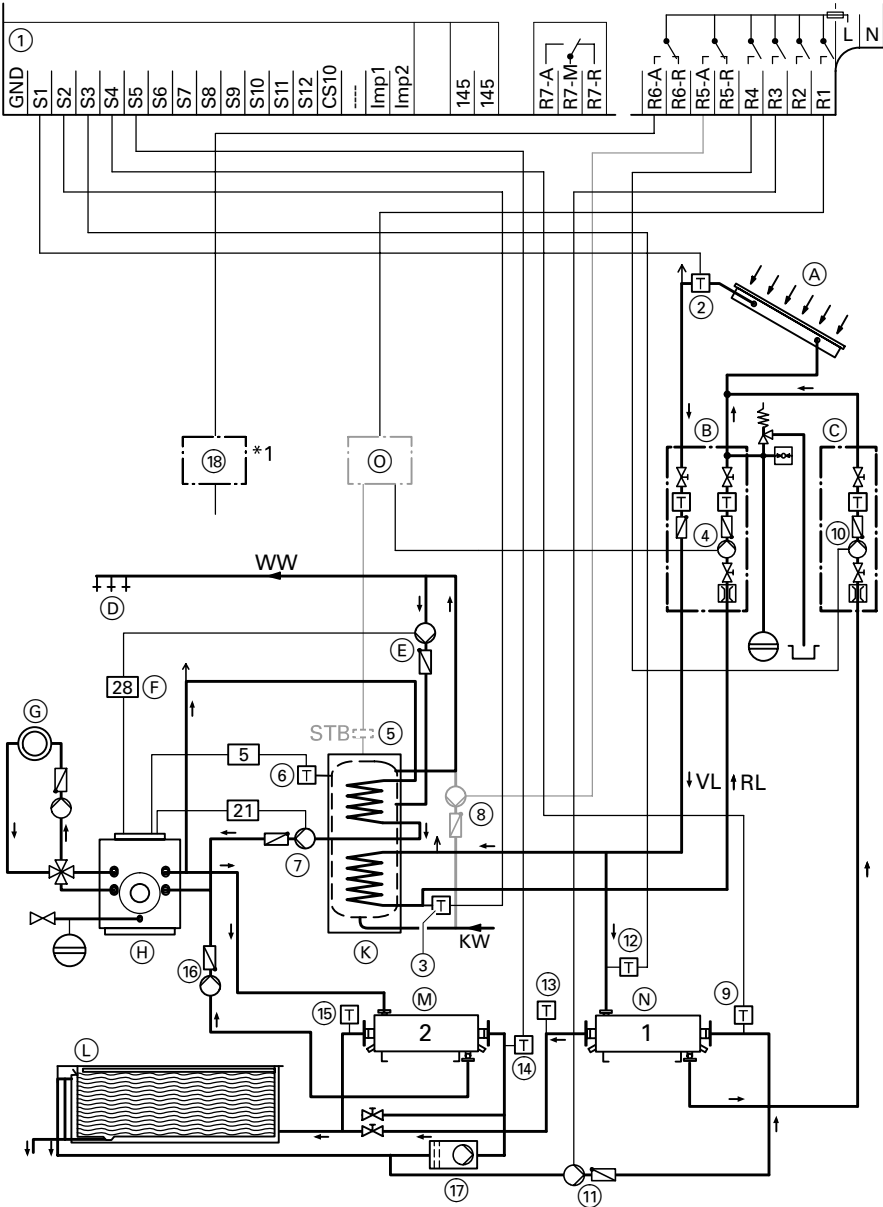 1
GND S1 S2 S3 S4 S5 S6 S7 S8 S9 S10 S11 S12 CS10 ---- Imp1 Imp2 145 145
R7-A R7-M R7-R
R6-A R6-R R5-A R5-R R4 R3 R2 R1
L N
A
T
2
B C
18 *1
O
T T T
4 10
WW
D
E
28 F
G
STB 5
5
6 T
21
8
VL RL
7
T
KW
H
K
3
12
T
16
13
9
15 T
M
T
N
T
2
1
T
14
L
17
11